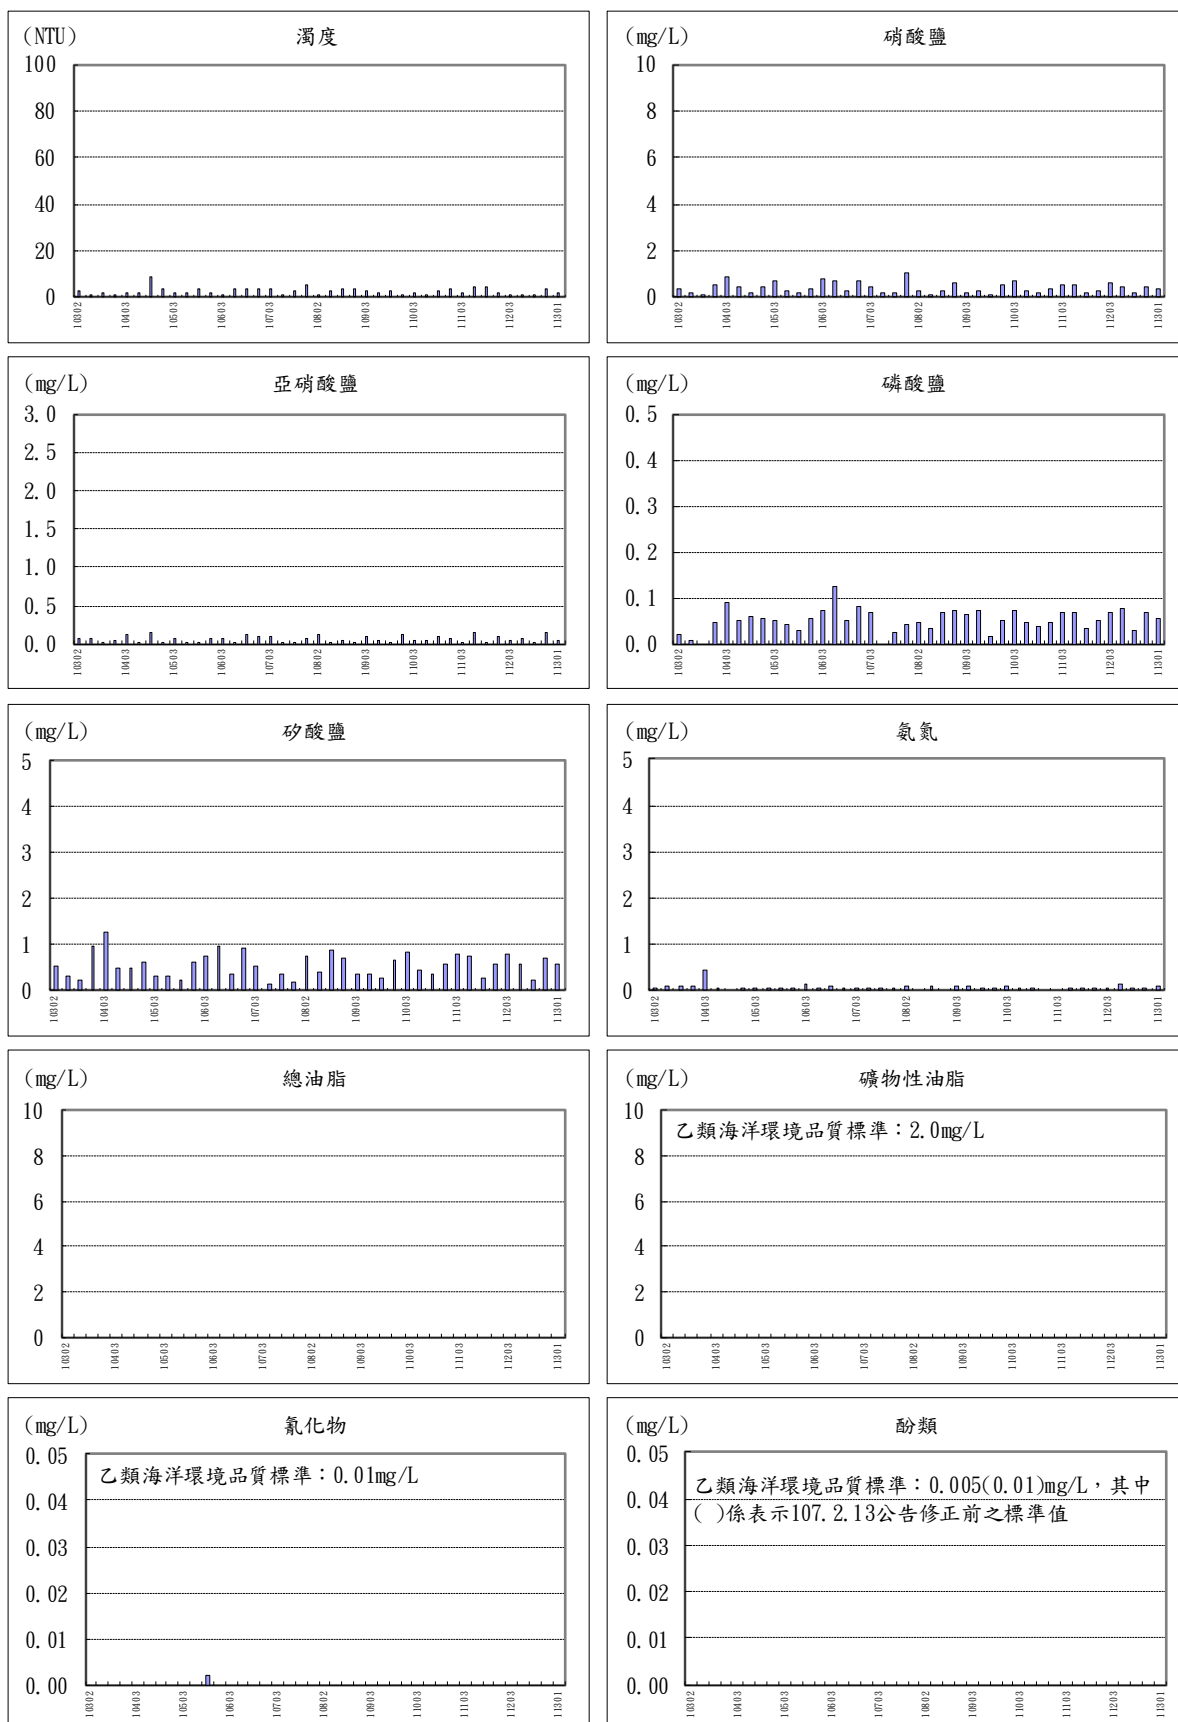 (NTU) 濁度
100
80
60
40
20
0
10302 10403 10503 10603 10703 10802 10903 11003 11103 11203 11301
(mg/L) 硝酸鹽
10
8
6
4
2
0
10302 10403 10503 10603 10703 10802 10903 11003 11103 11203 11301
(mg/L) 亞硝酸鹽
3.0
2.5
2.0
1.5
1.0
0.5
0.0
10302 10403 10503 10603 10703 10802 10903 11003 11103 11203 11301
(mg/L) 磷酸鹽
0.5
0.4
0.3
0.2
0.1
0.0
10302 10403 10503 10603 10703 10802 10903 11003 11103 11203 11301
(mg/L) 矽酸鹽
5
4
3
2
1
0
10302 10403 10503 10603 10703 10802 10903 11003 11103 11203 11301
(mg/L) 氨氮
5
4
3
2
1
0
10302 10403 10503 10603 10703 10802 10903 11003 11103 11203 11301
(mg/L) 總油脂
10
8
6
4
2
0
10302 10403 10503 10603 10703 10802 10903 11003 11103 11203 11301
(mg/L) 礦物性油脂
10
乙類海洋環境品質標準：2.0mg/L
8
6
4
2
0
10302 10403 10503 10603 10703 10802 10903 11003 11103 11203 11301
(mg/L) 氰化物
0.05
乙類海洋環境品質標準：0.01mg/L
0.04
0.03
0.02
0.01
0.00
10302 10403 10503 10603 10703 10802 10903 11003 11103 11203 11301
(mg/L) 酚類
0.05
乙類海洋環境品質標準：0.005(0.01)mg/L，其中
( )係表示107.2.13公告修正前之標準值
0.04
0.03
0.02
0.01
0.00
10302 10403 10503 10603 10703 10802 10903 11003 11103 11203 11301